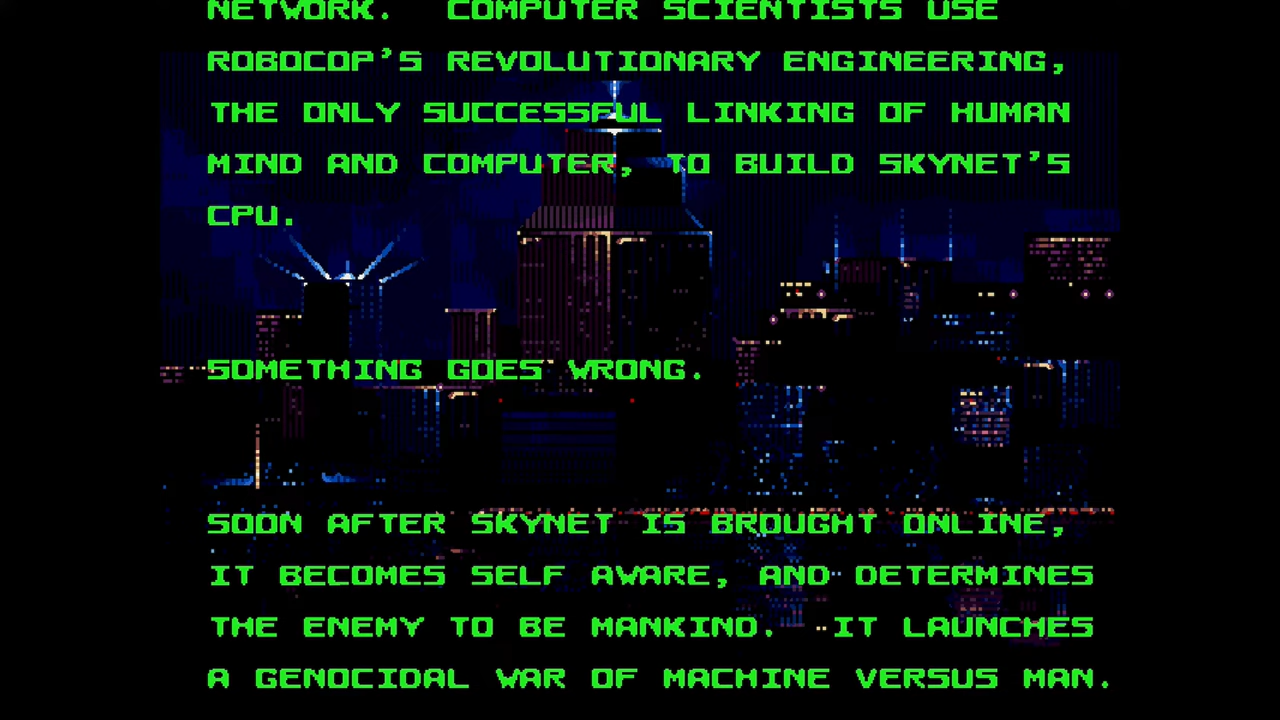 NETWORK.  COMPUTER SCIENTISTS USE
ROBOCOP'S REVOLUTIONARY ENGINEERING,
THE ONLY SUCCESSFUL LINKING OF HUMAN
MIND AND COMPUTER, TO BUILD SKYNET'S
CPU.
SOMETHING GOES WRONG.
SOON AFTER SKYNET IS BROUGHT ONLINE,
IT BECOMES SELF AWARE, AND DETERMINES
THE ENEMY TO BE MANKIND.  IT LAUNCHES
A GENOCIDAL WAR OF MACHINE VERSUS MAN.